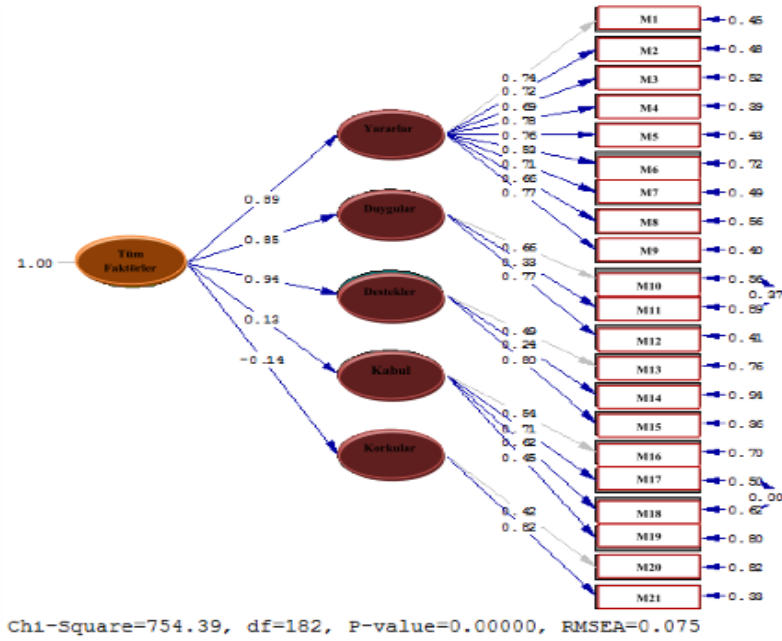 1.00
Tüm
Faktörler
0.89
0.85
0.94
0.13
-0.14
Yararlar
Duygular
Destekler
Kabul
Korkular
0.74
0.72
0.69
0.78
0.76
0.53
0.71
0.66
0.77
0.66
0.33
0.77
0.49
0.24
0.80
0.54
0.71
0.62
0.45
0.42
0.82
M1 0.45
M2 0.48
M3 0.52
M4 0.39
M5 0.43
M6 0.72
M7 0.49
M8 0.56
M9 0.40
M10 0.56
0.37
M11 0.89
M12 0.41
M13 0.76
M14 0.94
M15 0.36
M16 0.70
M17 0.50
0.00
M18 0.62
M19 0.80
M20 0.82
M21 0.33
Chi-Square=754.39, df=182, P-value=0.00000, RMSEA=0.075